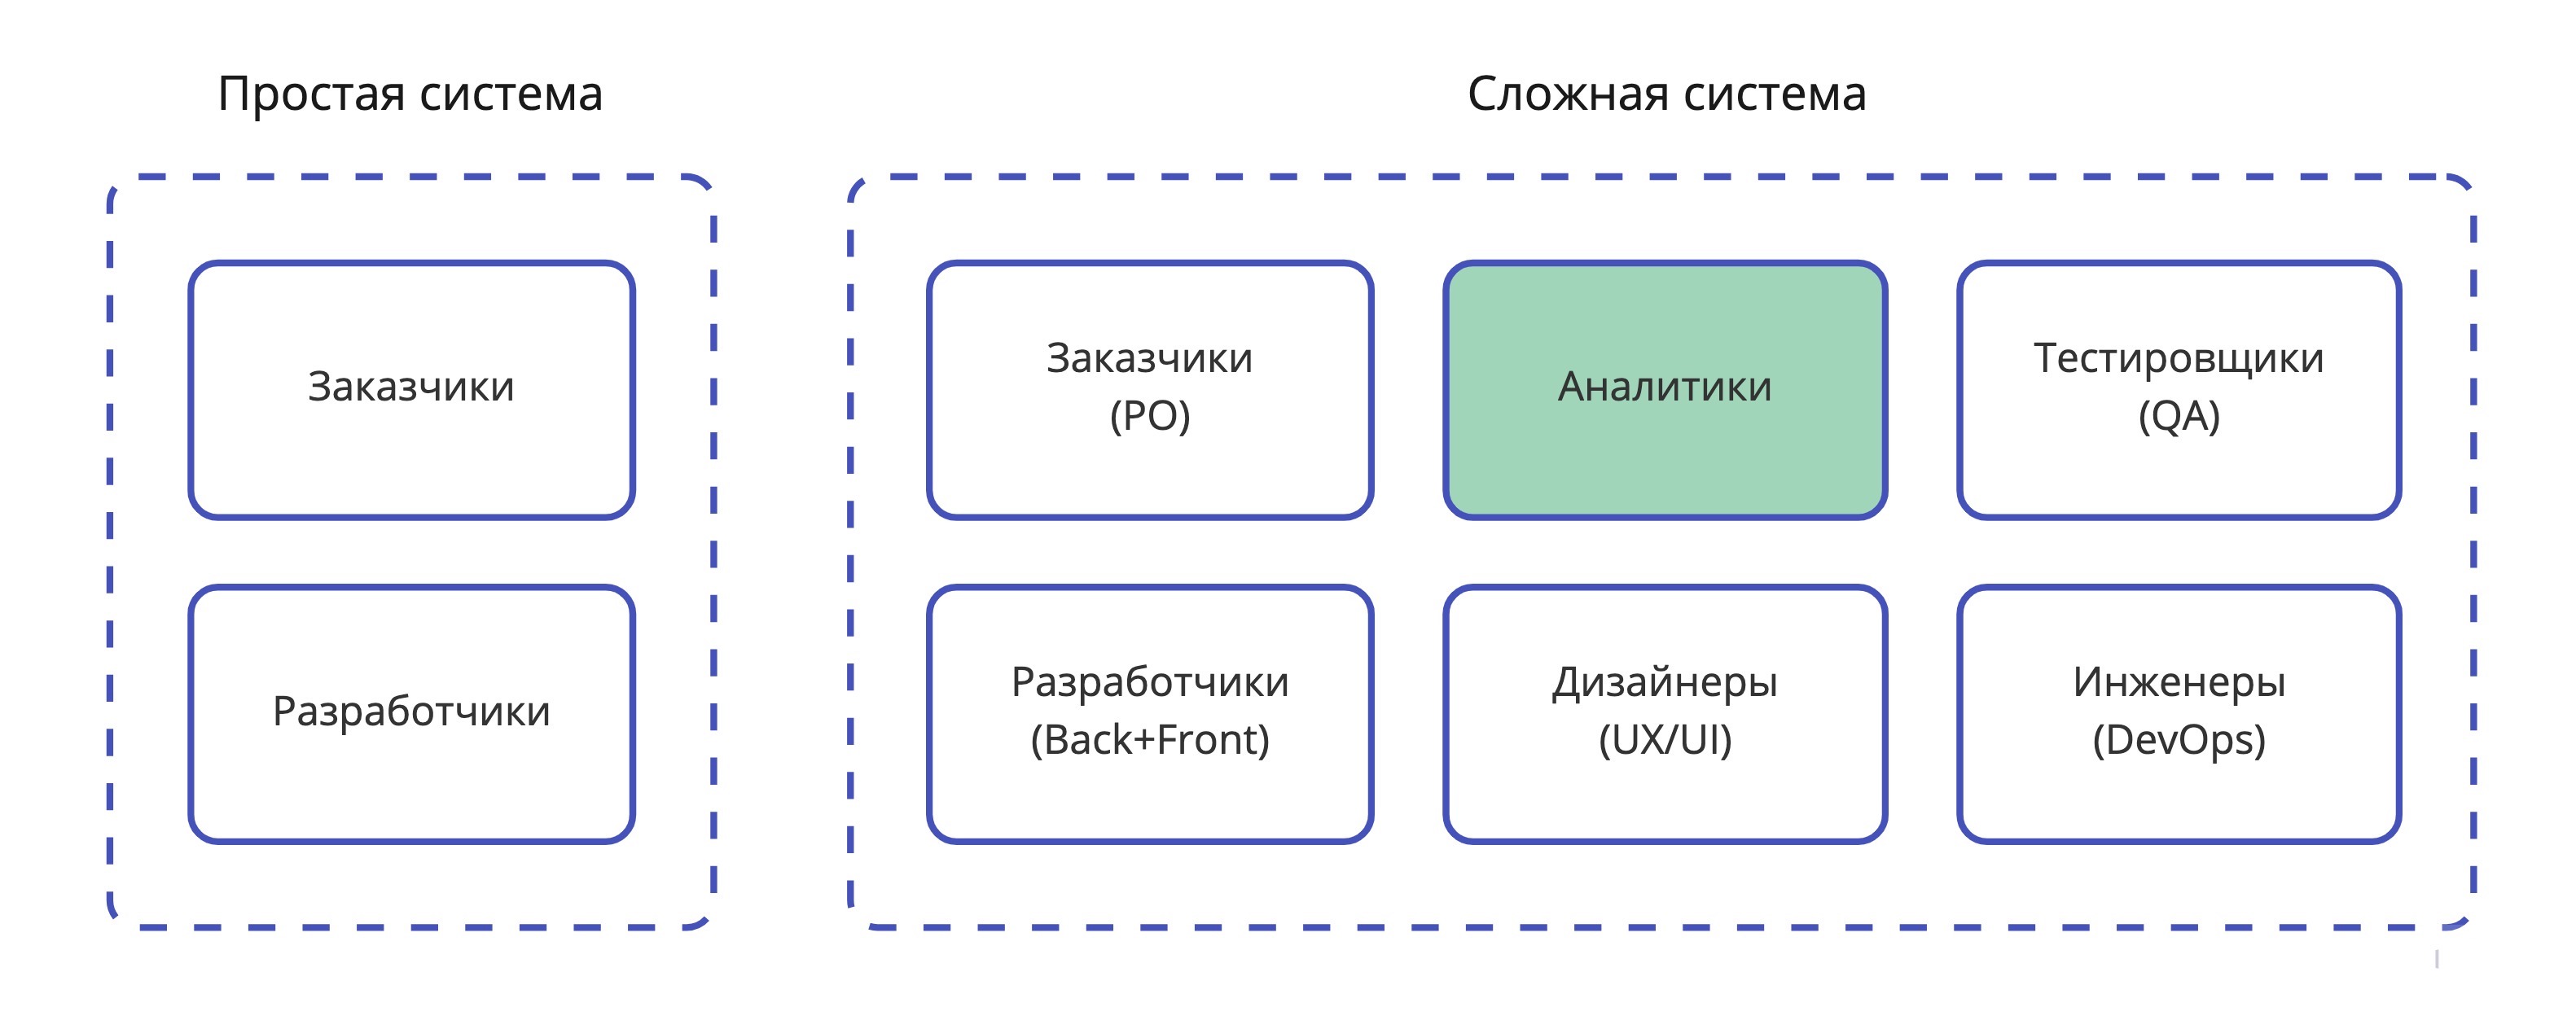 Простая система
Заказчики
Разработчики
Сложная система
Заказчики
(PO)
Аналитики
Тестировщики
(QA)
Разработчики
(Back+Front)
Дизайнеры
(UX/UI)
Инженеры
(DevOps)